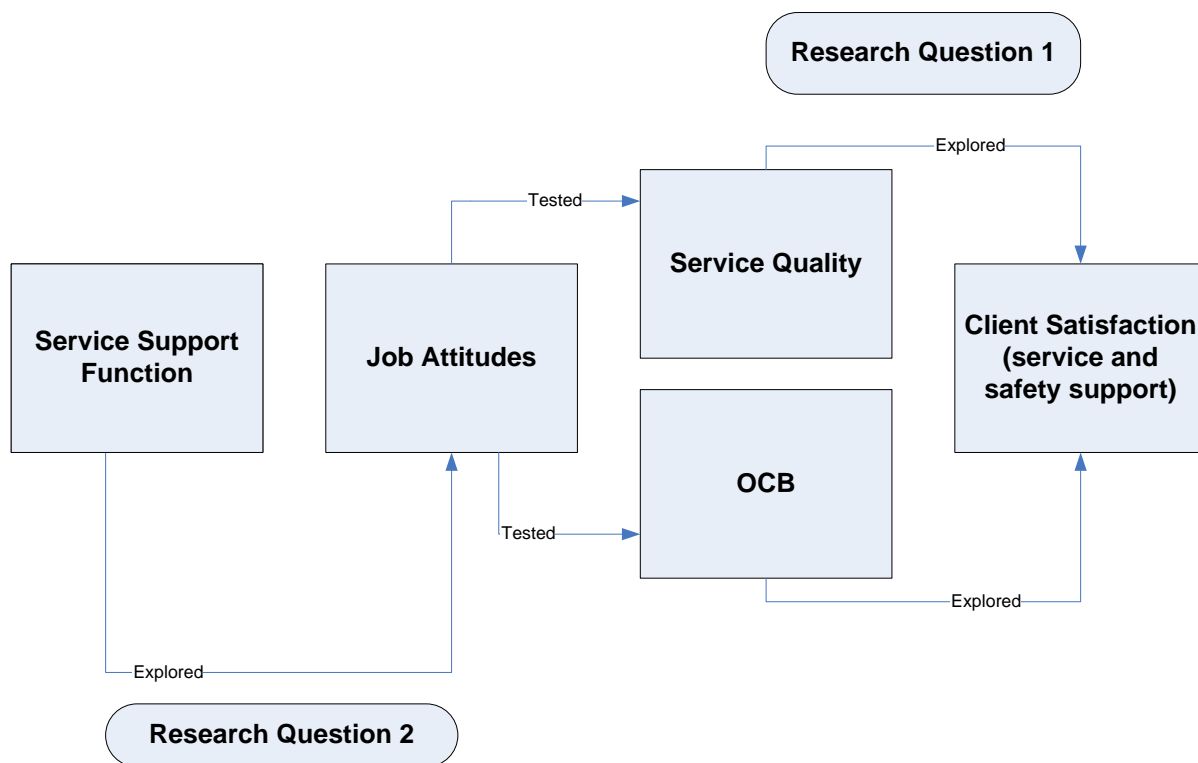 Research Question 1
Explored
Tested
Service Quality
Service Support
Function
Job Attitudes
Client Satisfaction
(service and
safety support)
OCB
Tested
Explored
Explored
Research Question 2